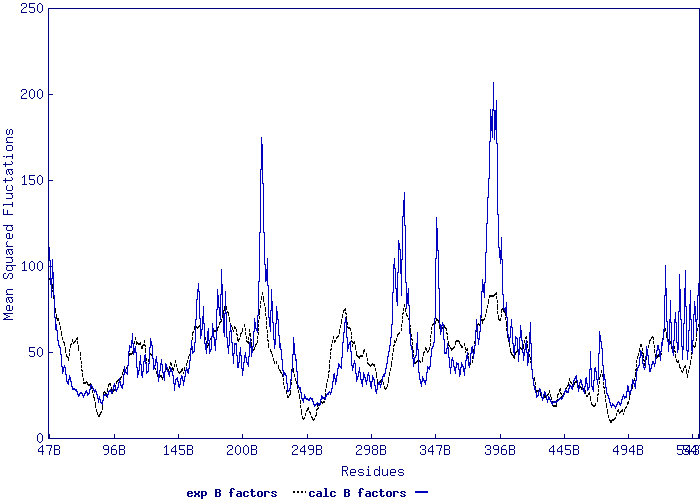 250
200
150
100
50
0
Mean Squared Fluctations
47B 96B 145B 200B 249B 298B 347B 396B 445B 494B
Residues
exp B factors calc B factors